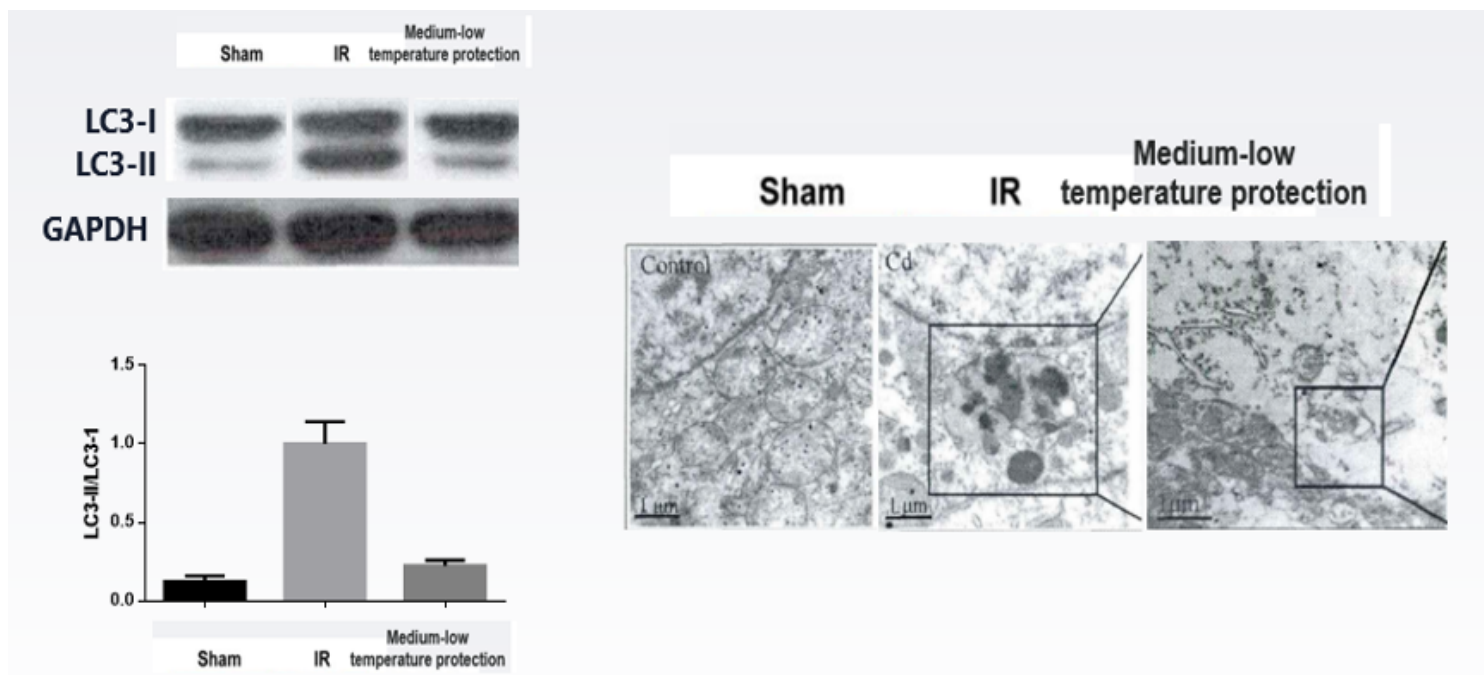 Sham IR Medium-low
temperature protection
LC3-I
LC3-II
GAPDH
1.5
1.0
0.5
0.0
LC3-II/LC3-1
Sham IR Medium-low
temperature protection
Sham IR Medium-low
temperature protection
Control
Cd
1 µm
1 µm
1µm